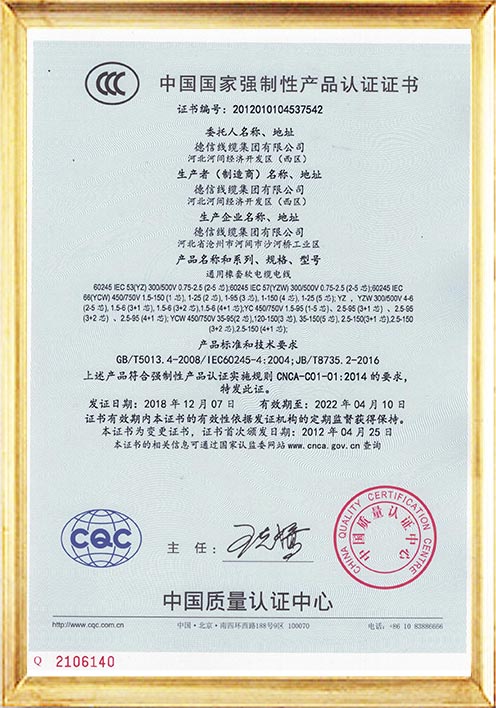 CCC 中国国家强制性产品认证证书
证书编号：2012010104537542
委托人名称、地址
德信线缆集团有限公司
河北河间经济开发区（西区）
生产者（制造商）名称、地址
德信线缆集团有限公司
河北河间经济开发区（西区）
生产企业名称、地址
德信线缆集团有限公司
河北省沧州市河间市沙河桥工业区
产品名称和系列、规格、型号
通用橡套软电缆电线
60245 IEC 53(YZ) 300/500V 0.75-2.5 (2-5 芯);60245 IEC 57(YZW) 300/500V 0.75-2.5 (2-5 芯);60245 IEC
66(YCW) 450/750V 1.5-150 (1 芯), 1-25 (2 芯), 1-95 (3 芯), 1-150 (4 芯), 1-25 (5 芯); YZ 、YZW 300/500V 4-6
(2-5 芯), 1.5-6 (3+1 芯), 1.5-6 (3+2 芯),1.5-6 (4+1 芯);YC 450/750V 1.5-95 (1-5 芯)、2.5-95 (3+1 芯) 、2.5-95
(3+2 芯) 、2.5-95 (4+1 芯); YCW 450/750V 35-95(2 芯),120-150(3 芯) ,35-150(5 芯), 2.5-150(3+1 芯),2.5-150
(3+2 芯),2.5-150 (4+1 芯);
产品标准和技术要求
GB/T5013.4-2008/IEC60245-4:2004;JB/T8735.2-2016
上述产品符合强制性产品认证实施规则 CNCA-C01-01:2014 的要求，
特发此证。
发证日期：2018 年 12 月 07 日 有效期至：2022 年 04 月 10 日
证书有效期内本证书的有效性依据发证机构的定期监督获得保持。
本证书为变更证书，证书首次颁发日期：2012 年 04 月 25 日
本证书的相关信息可通过国家认监委网站 www.cnca.gov.cn 查询
CQC
主 任：
CHINA QUALITY CERTIFICATION CENTRE
中国质量认证中心
中国质量认证中心
http://www.cqc.com.cn
中国・北京・南四环西路188号9区 100070
电话：+86 10 83886666
Q 2106140